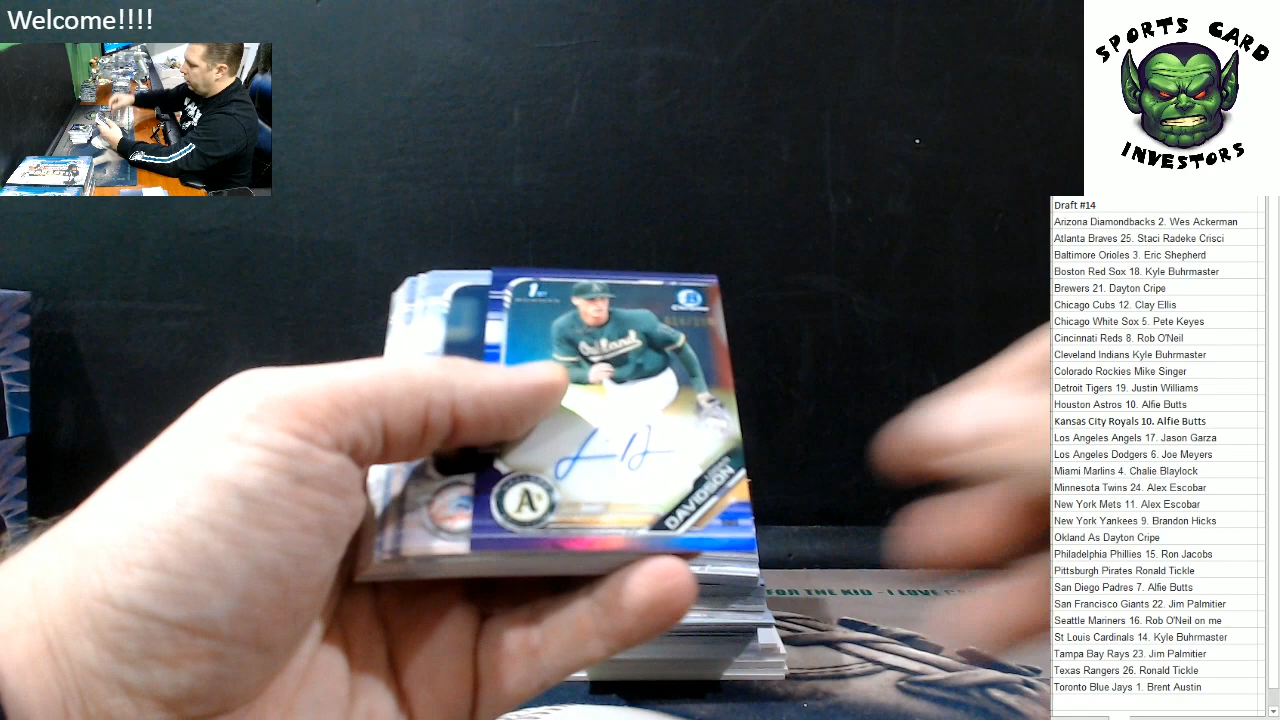 Welcome!!!!
SPORTS CARD
INVESTORS
Draft #14
Arizona Diamondbacks 2. Wes Ackerman
Atlanta Braves 25. Staci Radeke Crisci
Baltimore Orioles 3. Eric Shepherd
Boston Red Sox 18. Kyle Buhrmaster
Brewers 21. Dayton Cripe
Chicago Cubs 12. Clay Ellis
Chicago White Sox 5. Pete Keyes
Cincinnati Reds 8. Rob O'Neil
Cleveland Indians Kyle Buhrmaster
Colorado Rockies Mike Singer
Detroit Tigers 19. Justin Williams
Houston Astros 10. Alfie Butts
Kansas City Royals 10. Alfie Butts
Los Angeles Angels 17. Jason Garza
Los Angeles Dodgers 6. Joe Meyers
Miami Marlins 4. Chalie Blaylock
Minnesota Twins 24. Alex Escobar
New York Mets 11. Alex Escobar
New York Yankees 9. Brandon Hicks
Okland As Dayton Cripe
Philadelphia Phillies 15. Ron Jacobs
Pittsburgh Pirates Ronald Tickle
San Diego Padres 7. Alfie Butts
San Francisco Giants 22. Jim Palmitier
Seattle Mariners 16. Rob O'Neil on me
St Louis Cardinals 14. Kyle Buhrmaster
Tampa Bay Rays 23. Jim Palmitier
Texas Rangers 26. Ronald Tickle
Toronto Blue Jays 1. Brent Austin
1st
Oakland
A's
DAVIDSON
FOR THE KID - I LOVE